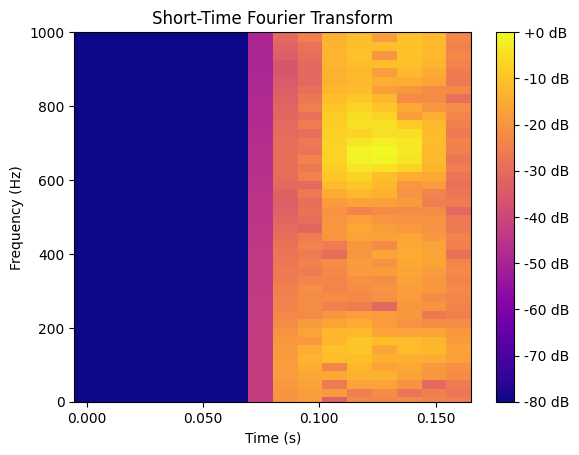 Short-Time Fourier Transform
Frequency (Hz)
1000
800
600
400
200
0
0.000
0.050
0.100
0.150
Time (s)
+0 dB
-10 dB
-20 dB
-30 dB
-40 dB
-50 dB
-60 dB
-70 dB
-80 dB